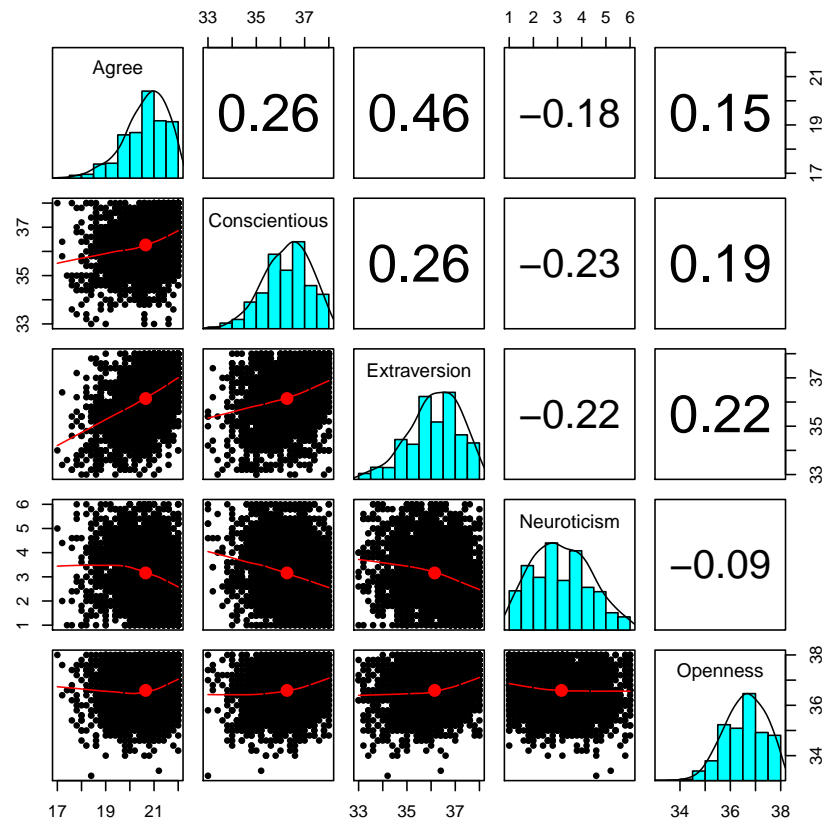 33 35 37
1 2 3 4 5 6
Agree
0.26
0.46
−0.18
0.15
17 19 21
33 35 37
Conscientious
0.26
−0.23
0.19
Extraversion
−0.22
0.22
33 35 37
1 2 3 4 5 6
Neuroticism
−0.09
Openness
34 36 38
17 19 21
33 35 37
34 36 38